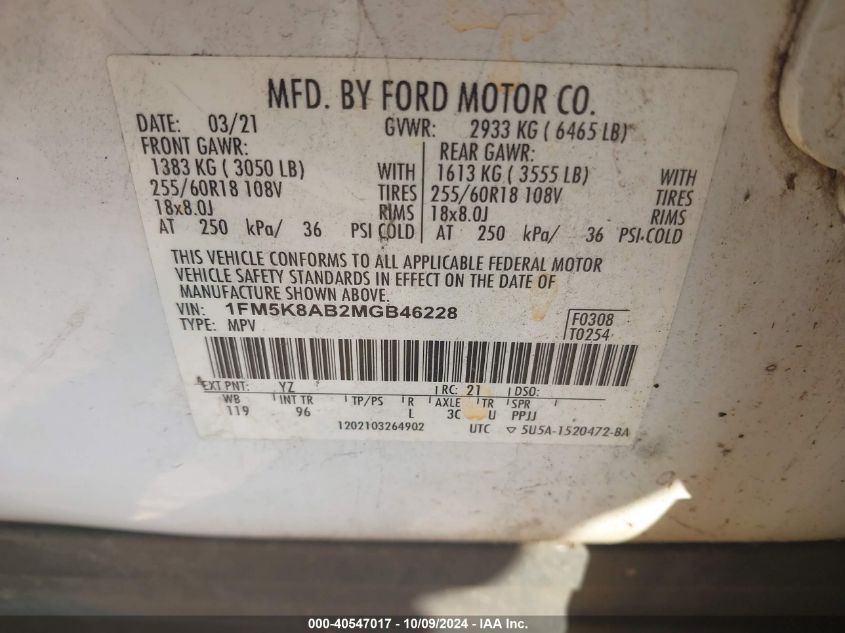 MFD. BY FORD MOTOR CO.
DATE: 03/21 GVWR: 2933 KG ( 6465 LB)
FRONT GAWR: REAR GAWR:
1383 KG ( 3050 LB) WITH 1613 KG ( 3555 LB) WITH
255/60R18 108V TIRES 255/60R18 108V TIRES
18x8.0J RIMS 18x8.0J RIMS
AT 250 kPa/ 36 PSI COLD AT 250 kPa/ 36 PSI.COLD
THIS VEHICLE CONFORMS TO ALL APPLICABLE FEDERAL MOTOR
VEHICLE SAFETY STANDARDS IN EFFECT ON THE DATE OF
MANUFACTURE SHOWN ABOVE.
VIN: 1FM5K8AB2MGB46228 F0308
TYPE: MPV T0254
EXT PNT: YZ RC: 21 DSO:
WB INT TR TP/PS R AXLE TR SPR
119 96 L 3C U PPJJ
1202103264902 UTC ▽ 5U5A-1520472-BA
000-40547017 - 10/09/2024 - IAA Inc.